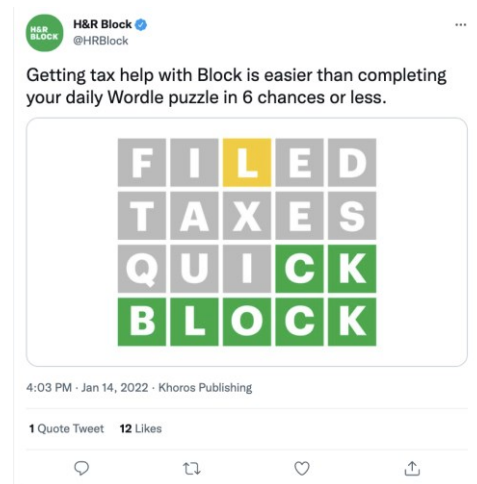 H&R BLOCK
H&R Block
@HRBlock
Getting tax help with Block is easier than completing
your daily Wordle puzzle in 6 chances or less.
FILED
TAXES
QUICK
BLOCK
4:03 PM · Jan 14, 2022 · Khoros Publishing
1 Quote Tweet 12 Likes